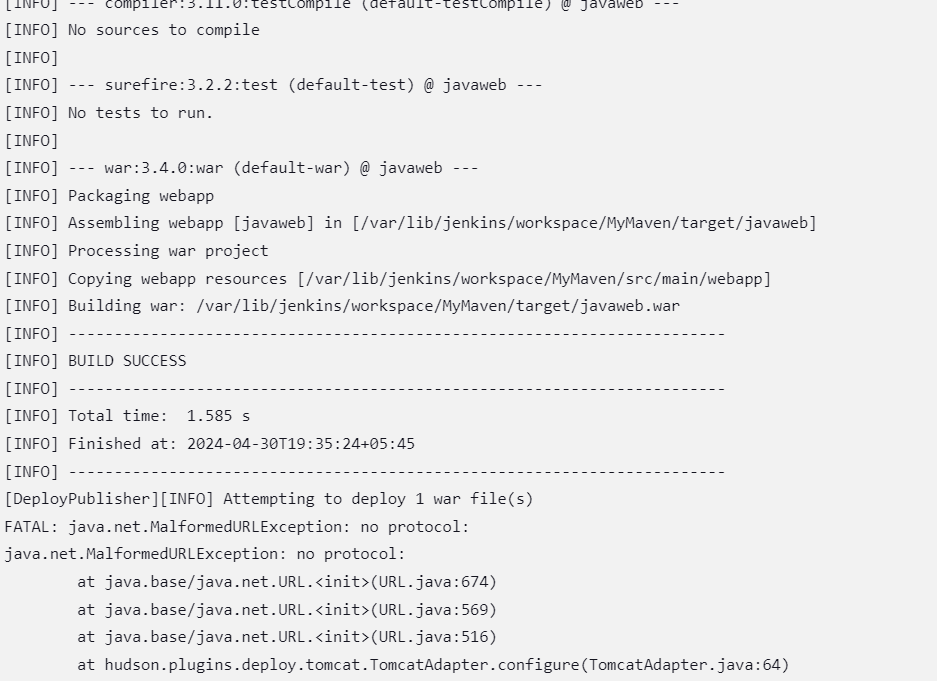 [INFO] --- compiler:3.11.0:testCompile (default-testCompile) @ javaweb ---
[INFO] No sources to compile
[INFO]
[INFO] --- surefire:3.2.2:test (default-test) @ javaweb ---
[INFO] No tests to run.
[INFO]
[INFO] --- war:3.4.0:war (default-war) @ javaweb ---
[INFO] Packaging webapp
[INFO] Assembling webapp [javaweb] in [/var/lib/jenkins/workspace/MyMaven/target/javaweb]
[INFO] Processing war project
[INFO] Copying webapp resources [/var/lib/jenkins/workspace/MyMaven/src/main/webapp]
[INFO] Building war: /var/lib/jenkins/workspace/MyMaven/target/javaweb.war
[INFO] ------------------------------------------------------------------------
[INFO] BUILD SUCCESS
[INFO] ------------------------------------------------------------------------
[INFO] Total time:  1.585 s
[INFO] Finished at: 2024-04-30T19:35:24+05:45
[INFO] ------------------------------------------------------------------------
[DeployPublisher][INFO] Attempting to deploy 1 war file(s)
FATAL: java.net.MalformedURLException: no protocol:
java.net.MalformedURLException: no protocol:
	at java.base/java.net.URL.<init>(URL.java:674)
	at java.base/java.net.URL.<init>(URL.java:569)
	at java.base/java.net.URL.<init>(URL.java:516)
	at hudson.plugins.deploy.tomcat.TomcatAdapter.configure(TomcatAdapter.java:64)